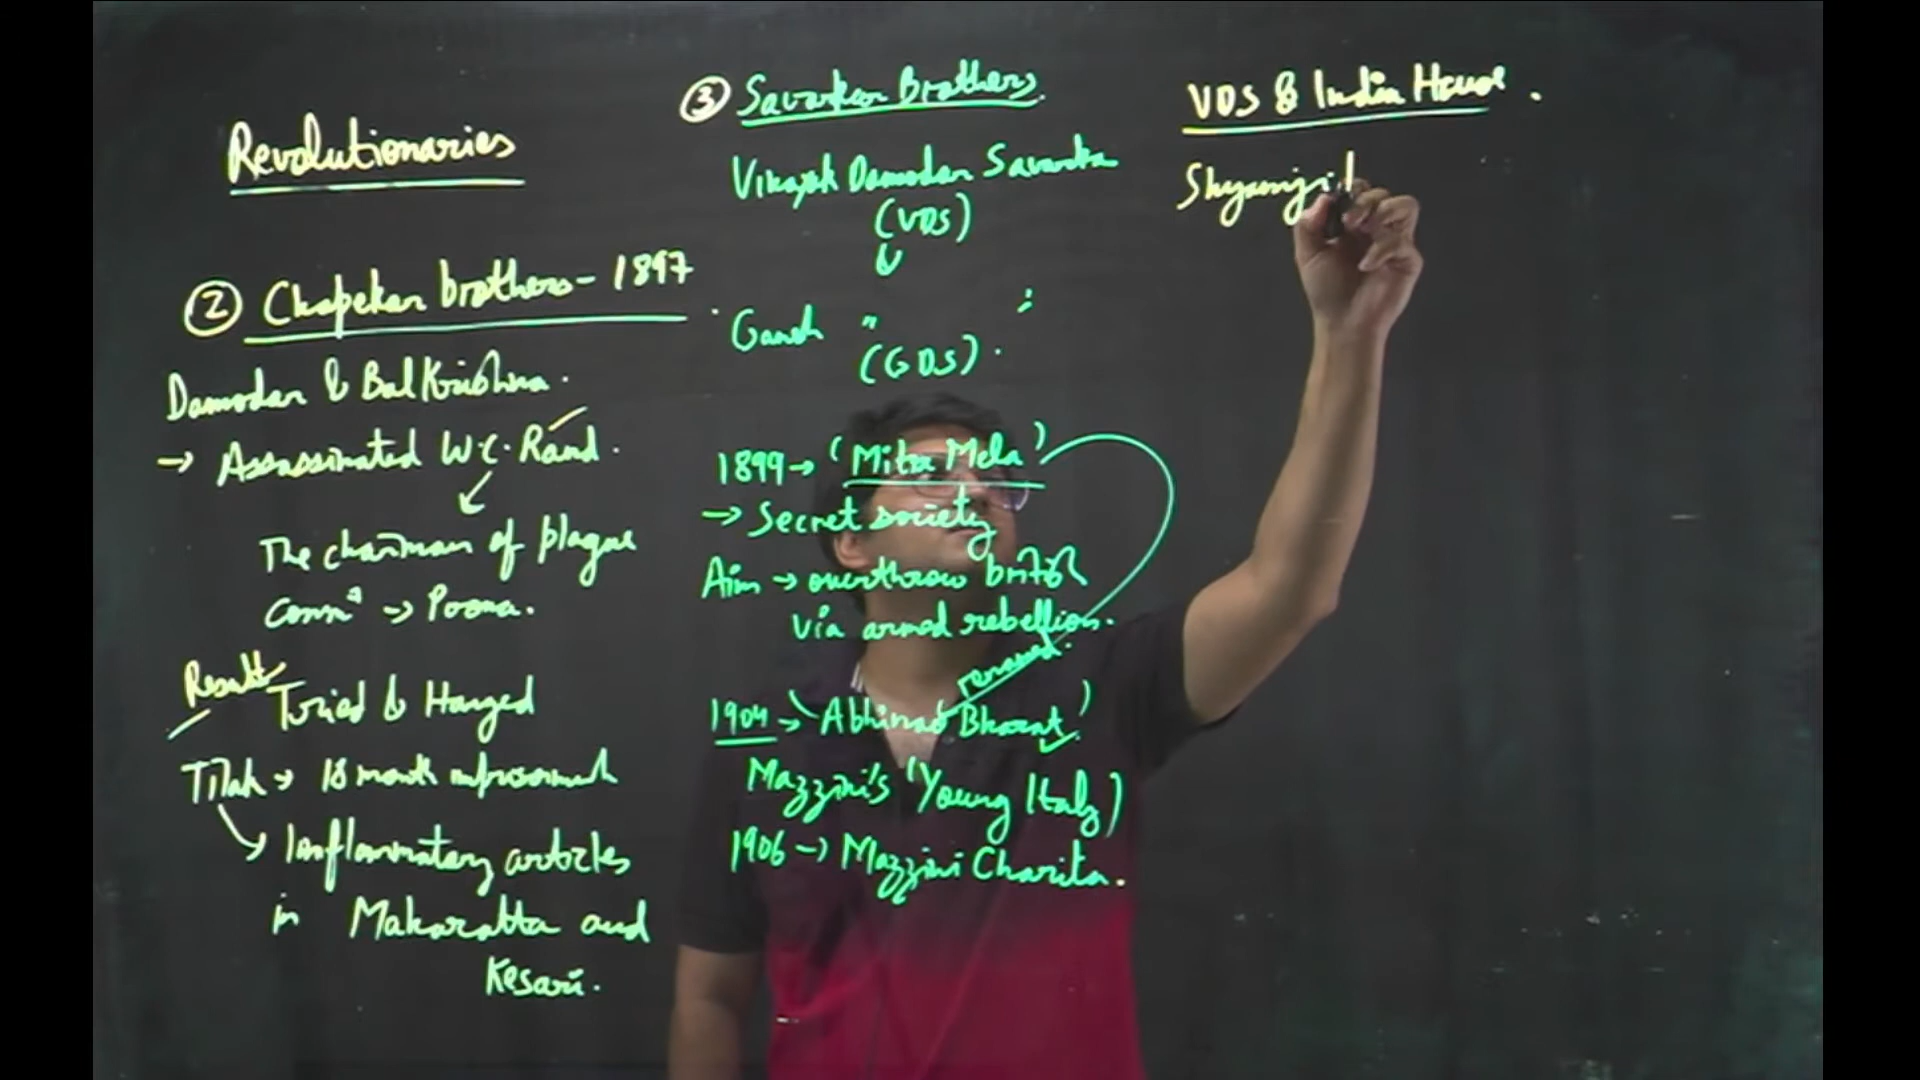 Revolutionaries
② Chapekar brothers - 1897
Damodar & Balkrishna.
→ Assassinated W.C. Rand.
The chairman of plague
Comm⁠ → Poona.
Result
Tried & Hanged
Tilak → 18 month imprisonment
→ Inflammatory articles
in Maharatta and
Kesari.
③ Savarkar Brothers
Vinayak Damodar Savarkar
(VDS)
Ganesh " "
(GDS).
1899 → 'Mitra Mela'
→ Secret society
Aim → overthrow british
via armed rebellion.
renamed.
1904 → 'Abhinav Bharat'
Mazzini's 'Young Italy)
1906 → Mazzini Charita.
VDS & India House.
Shyamji